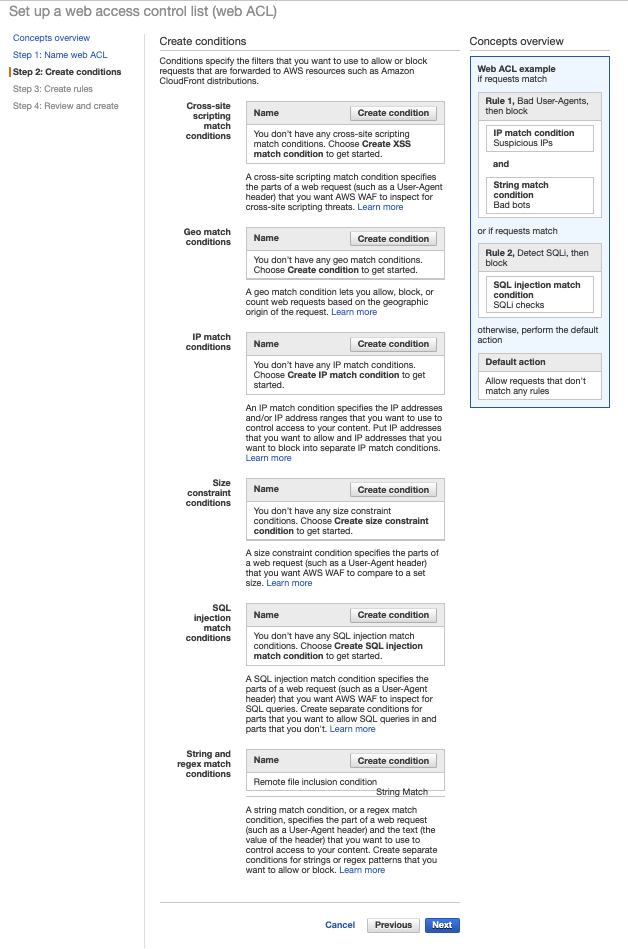 Set up a web access control list (web ACL)
Concepts overview
Step 1: Name web ACL
Step 2: Create conditions
Step 3: Create rules
Step 4: Review and create
Create conditions
Conditions specify the filters that you want to use to allow or block
requests that are forwarded to AWS resources such as Amazon
CloudFront distributions.
Cross-site
scripting
match
conditions
Name
Create condition
You don't have any cross-site scripting
match conditions. Choose Create XSS
match condition to get started.
A cross-site scripting match condition specifies
the parts of a web request (such as a User-Agent
header) that you want AWS WAF to inspect for
cross-site scripting threats. Learn more
Geo match
conditions
Name
Create condition
You don't have any geo match conditions.
Choose Create condition to get started.
A geo match condition lets you allow, block, or
count web requests based on the geographic
origin of the request. Learn more
IP match
conditions
Name
Create condition
You don't have any IP match conditions.
Choose Create IP match condition to get
started.
An IP match condition specifies the IP addresses
and/or IP address ranges that you want to use to
control access to your content. Put IP addresses
that you want to allow and IP addresses that you
want to block into separate IP match conditions.
Learn more
Size
constraint
conditions
Name
Create condition
You don't have any size constraint
conditions. Choose Create size constraint
condition to get started.
A size constraint condition specifies the parts of
a web request (such as a User-Agent header)
that you want AWS WAF to compare to a set
size. Learn more
SQL
injection
match
conditions
Name
Create condition
You don't have any SQL injection match
conditions. Choose Create SQL injection
match condition to get started.
A SQL injection match condition specifies the
parts of a web request (such as a User-Agent
header) that you want AWS WAF to inspect for
SQL queries. Create separate conditions for
parts that you want to allow SQL queries in and
parts that you don't. Learn more
String and
regex match
conditions
Name
Create condition
Remote file inclusion condition
String Match
A string match condition, or a regex match
condition, specifies the part of a web request
(such as a User-Agent header) and the text (the
value of the header) that you want to use to
control access to your content. Create separate
conditions for strings or regex patterns that you
want to allow or block. Learn more
Cancel
Previous
Next
Concepts overview
Web ACL example
if requests match
Rule 1, Bad User-Agents,
then block
IP match condition
Suspicious IPs
and
String match
condition
Bad bots
or if requests match
Rule 2, Detect SQLi, then
block
SQL injection match
condition
SQLi checks
otherwise, perform the default
action
Default action
Allow requests that don't
match any rules